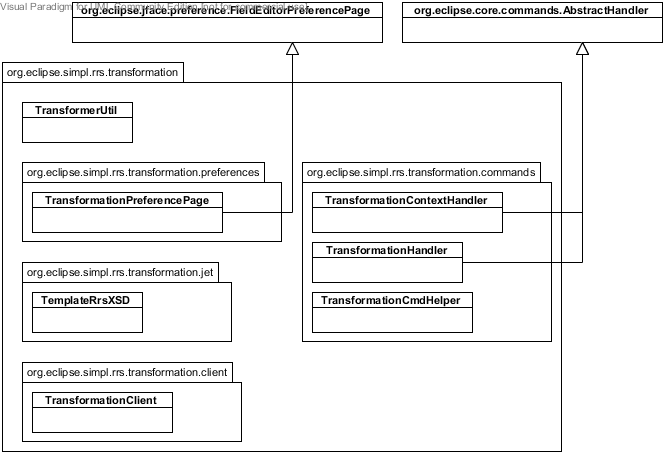 Visual Paradigm for UML Community Edition [not for commercial use]
org.eclipse.jface.preference.FieldEditorPreferencePage
org.eclipse.core.commands.AbstractHandler
org.eclipse.simpl.rrs.transformation
TransformerUtil
org.eclipse.simpl.rrs.transformation.preferences
TransformationPreferencePage
org.eclipse.simpl.rrs.transformation.commands
TransformationContextHandler
TransformationHandler
TransformationCmdHelper
org.eclipse.simpl.rrs.transformation.jet
TemplateRrsXSD
org.eclipse.simpl.rrs.transformation.client
TransformationClient